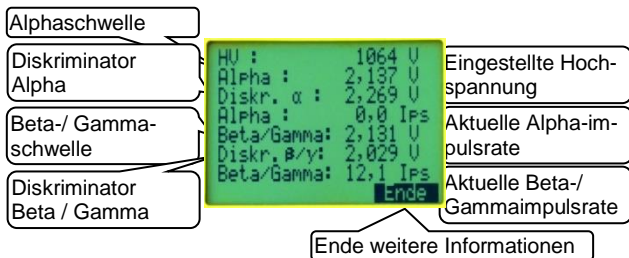 Alphaschwelle
Diskriminator
Alpha
Beta-/ Gamma-
schwelle
Diskriminator
Beta / Gamma
HV : 1064 V
Alpha : 2,137 V
Diskr. α : 2,269 V
Alpha : 0,0 Ips
Beta/Gamma: 2,131 V
Diskr. β/γ: 2,029 V
Beta/Gamma: 12,1 Ips
Ende
Eingestellte Hoch-
spannung
Aktuelle Alpha-im-
pulsrate
Aktuelle Beta-/
Gammaimpulsrate
Ende weitere Informationen